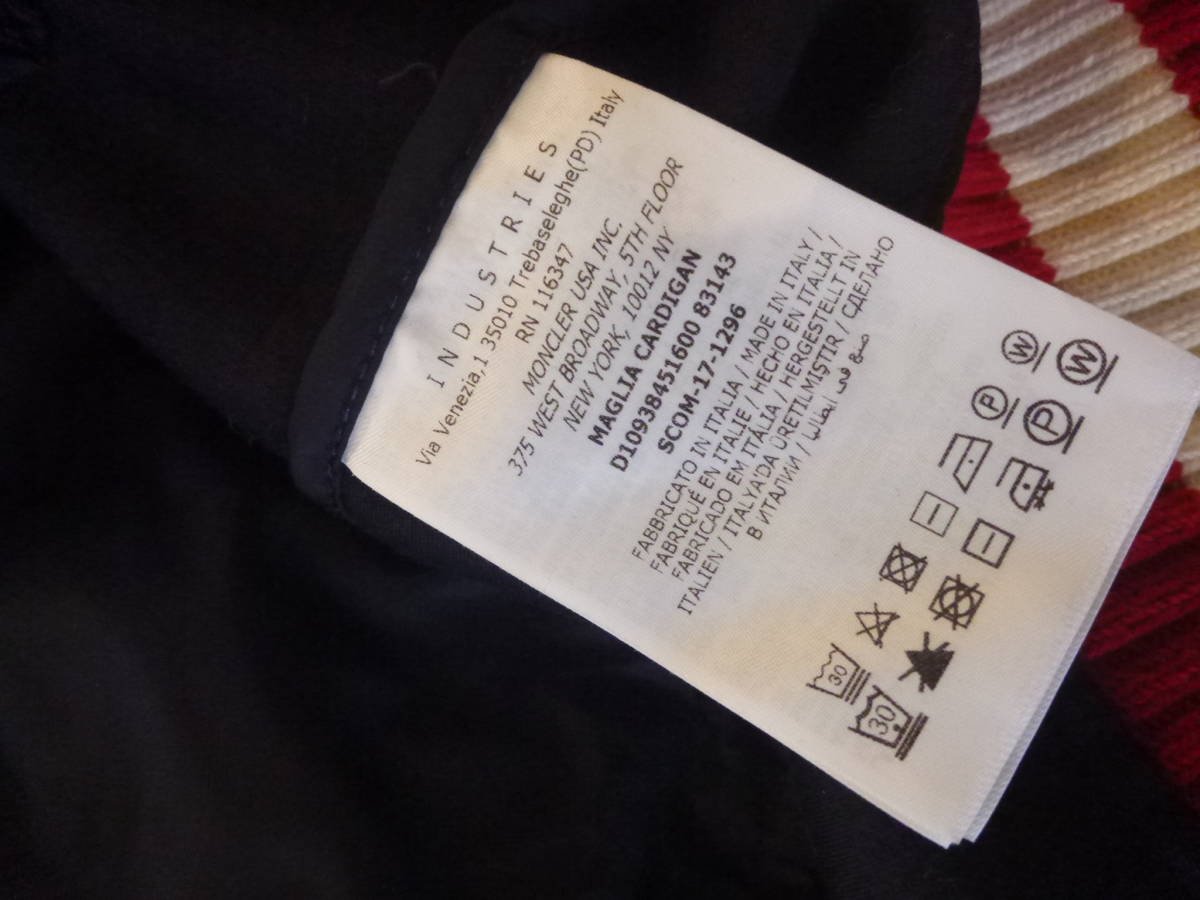 INDUSTRIES
Via Venezia,1 35010 Trebaseleghe(PD) Italy
RN 116347
MONCLER USA INC.
375 WEST BROADWAY, 5TH FLOOR
NEW YORK, 10012 NY
MAGLIA CARDIGAN
D10938451600 83143
SCOM-17-1296
FABBRICATO IN ITALIA / MADE IN ITALY /
FABRIQUÉ EN ITALIE / HECHO EN ITALIA /
FABRICADO EM ITÁLIA / HERGESTELLT IN
ITALIEN / ITALYA'DA ÜRETILMIŞTIR / СДЕЛАНО
В ИТАЛИИ / صنع في ايطاليا
30 P W
30 P W